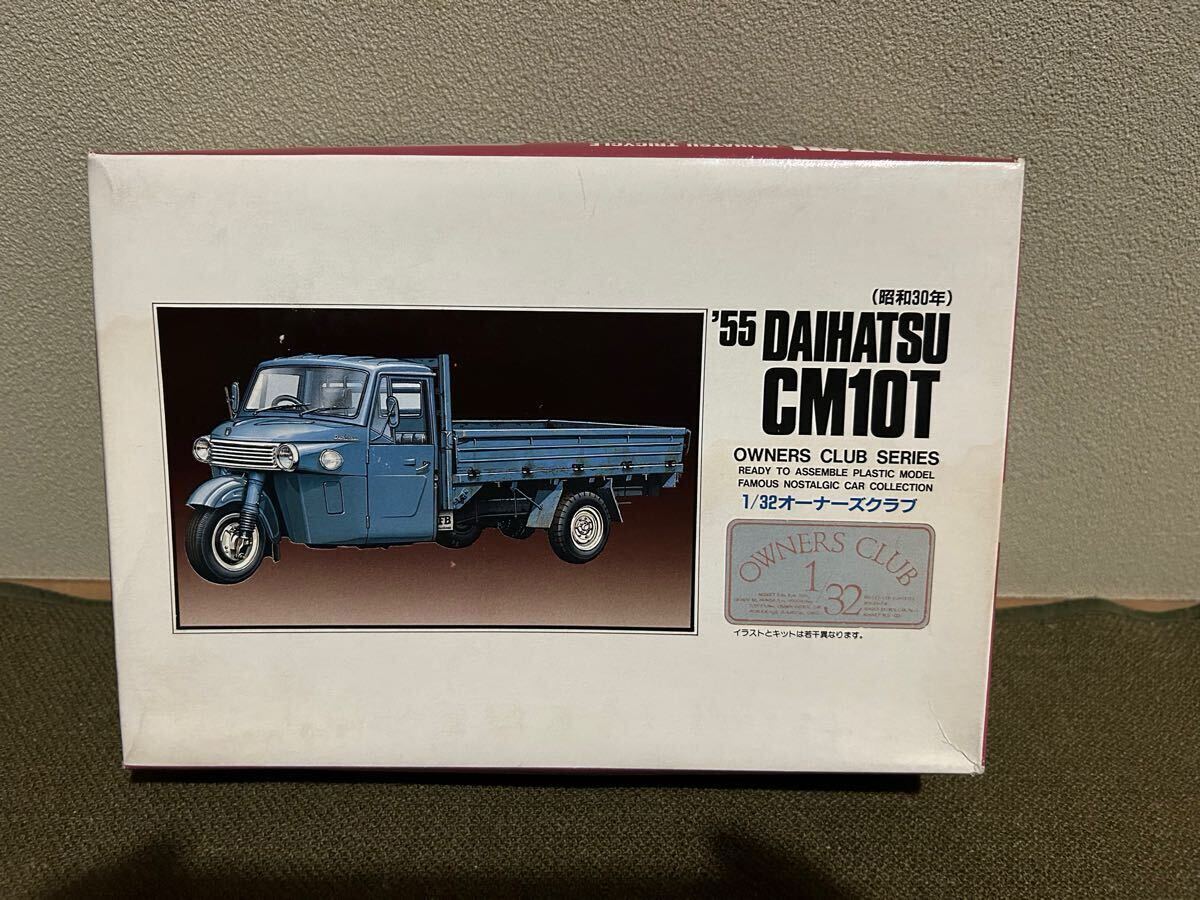 DAIHATSU TRICYCLE
(昭和30年)
'55 DAIHATSU
CM10T
OWNERS CLUB SERIES
READY TO ASSEMBLE PLASTIC MODEL
FAMOUS NOSTALGIC CAR COLLECTION
1/32オーナーズクラブ
OWNERS CLUB
1/32
イラストとキットは若干異なります。